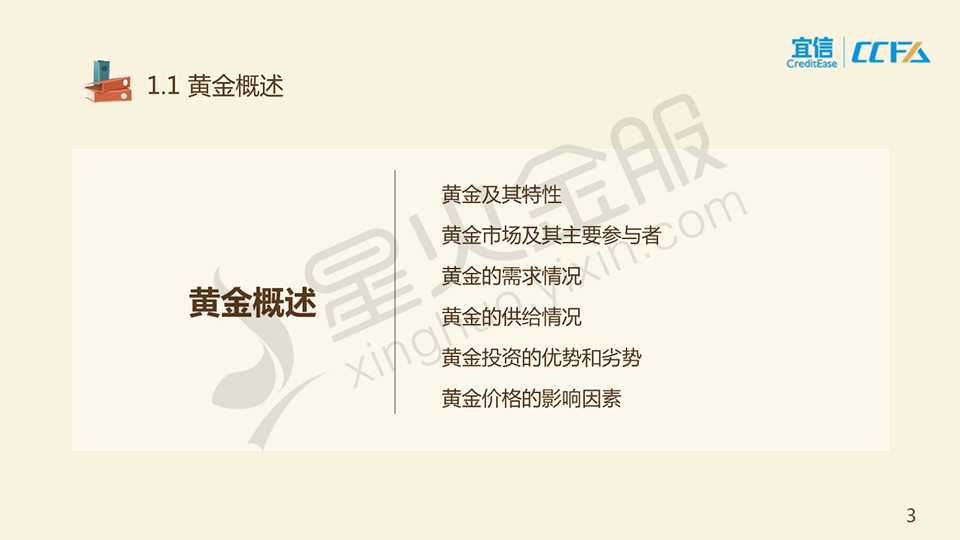 宜信
CreditEase
CCFA
1.1 黄金概述
黄金概述
黄金及其特性
黄金市场及其主要参与者
黄金的需求情况
黄金的供给情况
黄金投资的优势和劣势
黄金价格的影响因素
星火金服
xinghuo.yixin.com
3